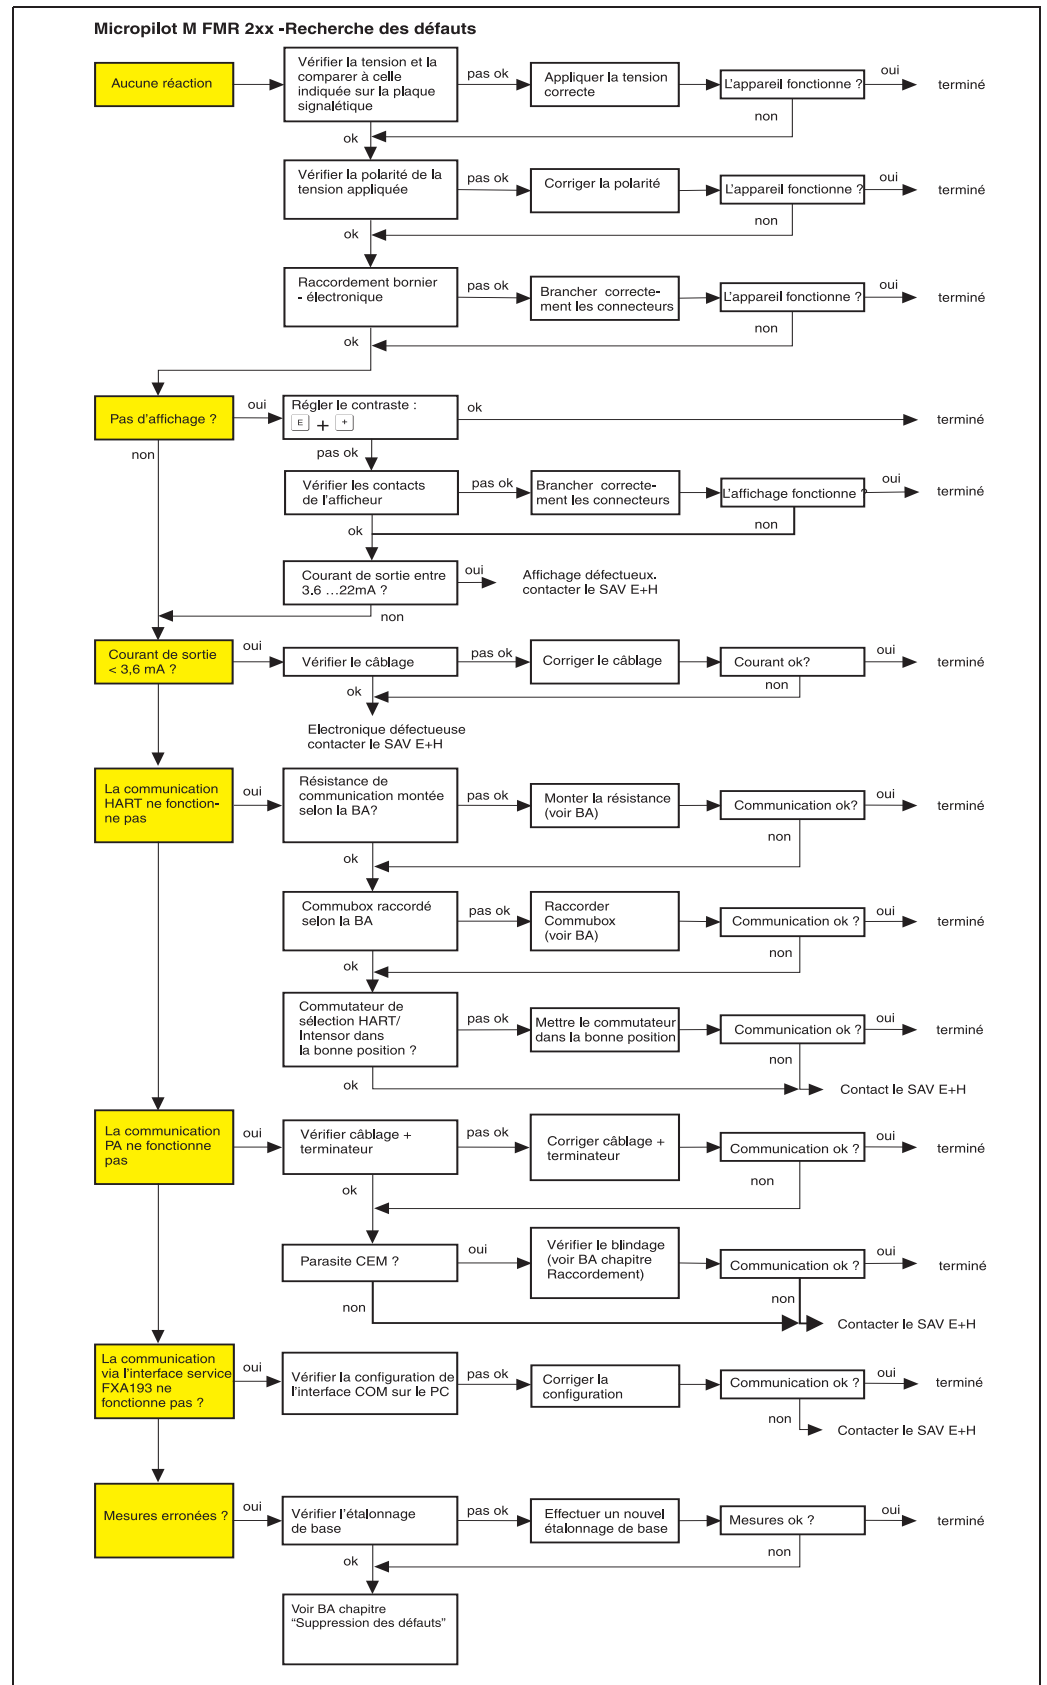 Micropilot M FMR 2xx -Recherche des défauts
Aucune réaction
Vérifier la tension et la
comparer à celle
indiquée sur la plaque
signalétique
pas ok
Appliquer la tension
correcte
L'appareil fonctionne ?
oui
terminé
non
ok
Vérifier la polarité de la
tension appliquée
pas ok
Corriger la polarité
L'appareil fonctionne ?
oui
terminé
non
ok
Raccordement bornier
- électronique
pas ok
Brancher correcte-
ment les connecteurs
L'appareil fonctionne ?
oui
terminé
non
ok
Pas d'affichage ?
oui
Régler le contraste :
E + +
ok
terminé
non
pas ok
Vérifier les contacts
de l'afficheur
pas ok
Brancher correcte-
ment les connecteurs
L'affichage fonctionne ?
oui
terminé
non
ok
Courant de sortie entre
3.6 ...22mA ?
oui
Affichage défectueux.
contacter le SAV E+H
non
Courant de sortie
< 3,6 mA ?
oui
Vérifier le câblage
pas ok
Corriger le câblage
Courant ok?
oui
terminé
non
ok
Electronique défectueuse
contacter le SAV E+H
La communication
HART ne fonction-
ne pas
oui
Résistance de
communication montée
selon la BA?
pas ok
Monter la résistance
(voir BA)
Communication ok?
oui
terminé
non
ok
Commubox raccordé
selon la BA
pas ok
Raccorder
Commubox
(voir BA)
Communication ok ?
oui
terminé
non
ok
Commutateur de
sélection HART/
Intensor dans
la bonne position ?
pas ok
Mettre le commutateur
dans la bonne position
Communication ok ?
oui
terminé
non
ok
Contact le SAV E+H
La communication
PA ne fonctionne
pas
oui
Vérifier câblage +
terminateur
pas ok
Corriger câblage +
terminateur
Communication ok ?
oui
terminé
non
ok
Parasite CEM ?
oui
Vérifier le blindage
(voir BA chapitre
Raccordement)
Communication ok ?
oui
terminé
non
non
Contacter le SAV E+H
La communication
via l'interface service
FXA193 ne
fonctionne pas ?
oui
Vérifier la configuration de
l'interface COM sur le PC
pas ok
Corriger la
configuration
Communication ok ?
oui
terminé
non
Contacter le SAV E+H
Mesures erronées ?
oui
Vérifier l'étalonnage
de base
pas ok
Effectuer un nouvel
étalonnage de base
Mesures ok ?
oui
terminé
non
ok
Voir BA chapitre
"Suppression des défauts"